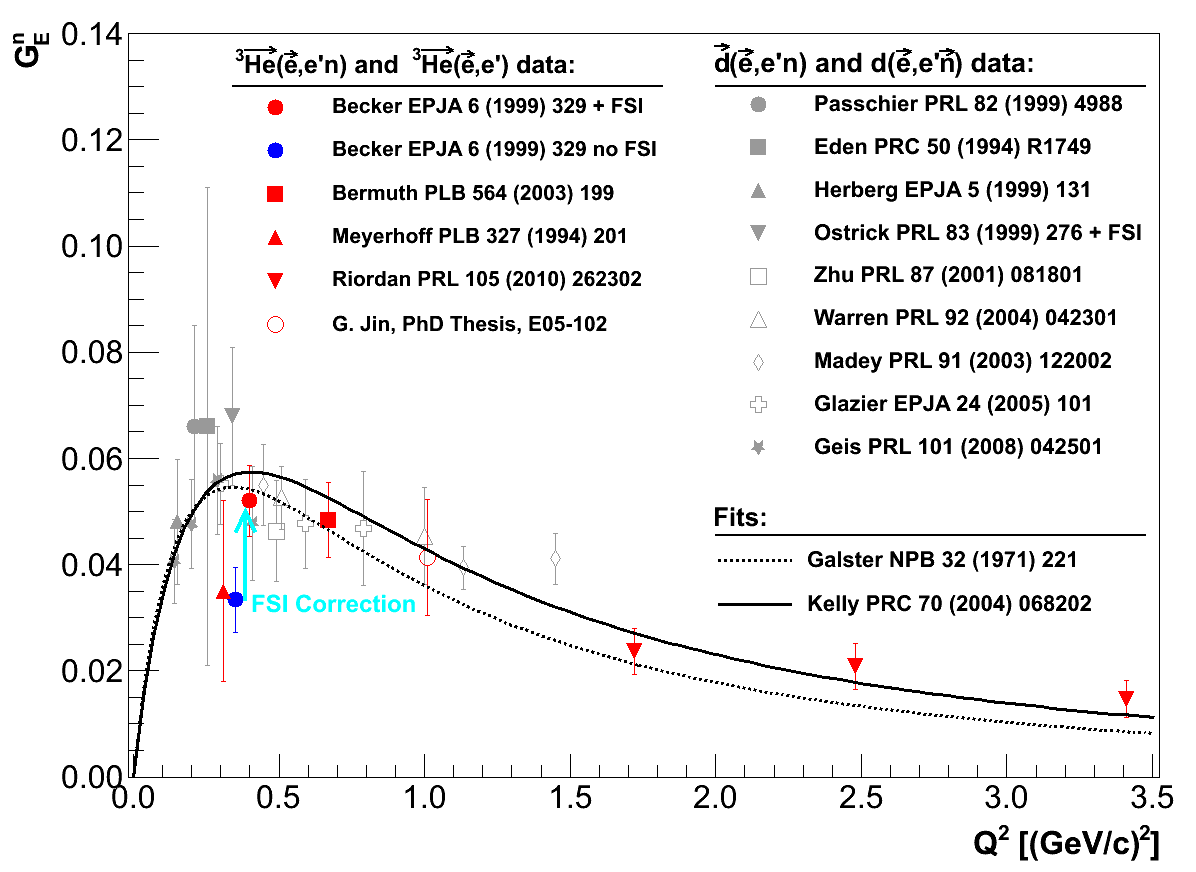 GEn
0.14
0.12
0.10
0.08
0.06
0.04
0.02
0.00
³He(e,e'n) and ³He(e,e') data:
Becker EPJA 6 (1999) 329 + FSI
Becker EPJA 6 (1999) 329 no FSI
Bermuth PLB 564 (2003) 199
Meyerhoff PLB 327 (1994) 201
Riordan PRL 105 (2010) 262302
G. Jin, PhD Thesis, E05-102
d(e,e'n) and d(e,e'n) data:
Passchier PRL 82 (1999) 4988
Eden PRC 50 (1994) R1749
Herberg EPJA 5 (1999) 131
Ostrick PRL 83 (1999) 276 + FSI
Zhu PRL 87 (2001) 081801
Warren PRL 92 (2004) 042301
Madey PRL 91 (2003) 122002
Glazier EPJA 24 (2005) 101
Geis PRL 101 (2008) 042501
Fits:
Galster NPB 32 (1971) 221
Kelly PRC 70 (2004) 068202
FSI Correction
0.0 0.5 1.0 1.5 2.0 2.5 3.0 3.5
Q² [(GeV/c)²]